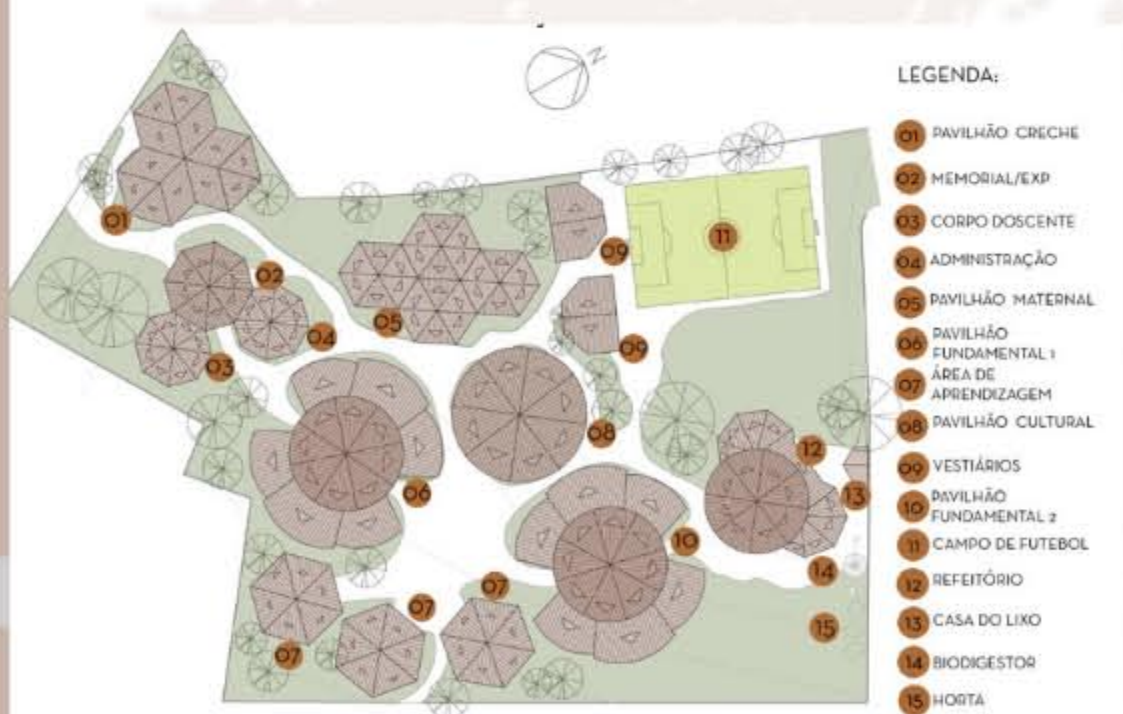 N
LEGENDA:
01 PAVILHÃO CRECHE
02 MEMORIAL/EXP
03 CORPO DOSCENTE
04 ADMINISTRAÇÃO
05 PAVILHÃO MATERNAL
06 PAVILHÃO
FUNDAMENTAL 1
07 ÁREA DE
APRENDIZAGEM
08 PAVILHÃO CULTURAL
09 VESTIÁRIOS
10 PAVILHÃO
FUNDAMENTAL 2
11 CAMPO DE FUTEBOL
12 REFEITÓRIO
13 CASA DO LIXO
14 BIODIGESTOR
15 HORTA
01
02
03
04
05
09
11
09
08
06
12
13
10
14
07
07
07
15